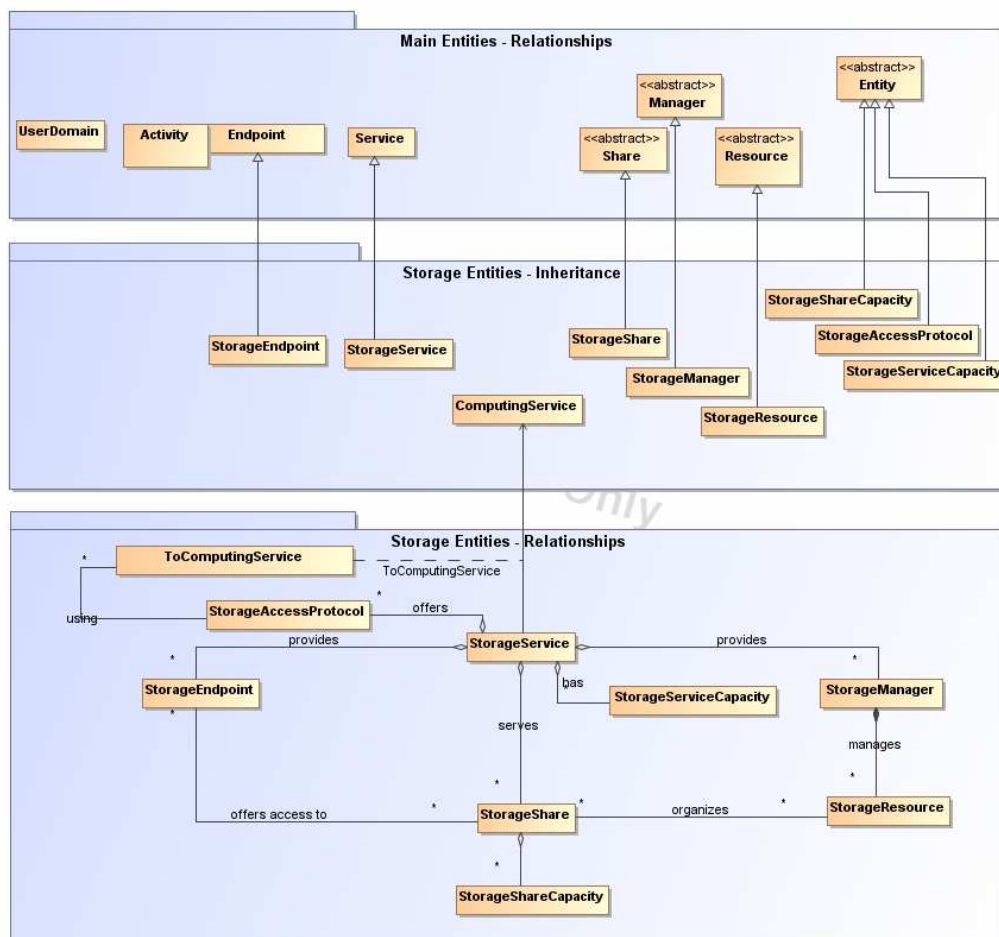 Main Entities - Relationships
<<abstract>>
Entity
<<abstract>>
Manager
UserDomain
Activity
Endpoint
Service
<<abstract>>
Share
<<abstract>>
Resource
Storage Entities - Inheritance
StorageShareCapacity
StorageEndpoint
StorageService
StorageShare
StorageAccessProtocol
StorageManager
StorageServiceCapacity
ComputingService
StorageResource
Only
Storage Entities - Relationships
*
ToComputingService
ToComputingService
*
using
StorageAccessProtocol
offers
provides
StorageService
provides
*
*
StorageEndpoint
has
*
StorageServiceCapacity
StorageManager
*
serves
manages
*
*
offers access to
*
StorageShare
*
organizes
*
StorageResource
*
StorageShareCapacity